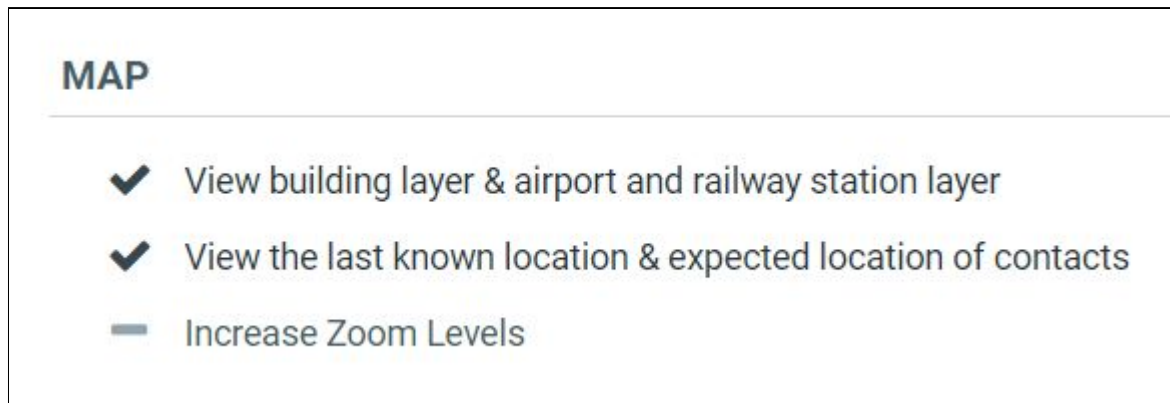 MAP
View building layer & airport and railway station layer
View the last known location & expected location of contacts
Increase Zoom Levels